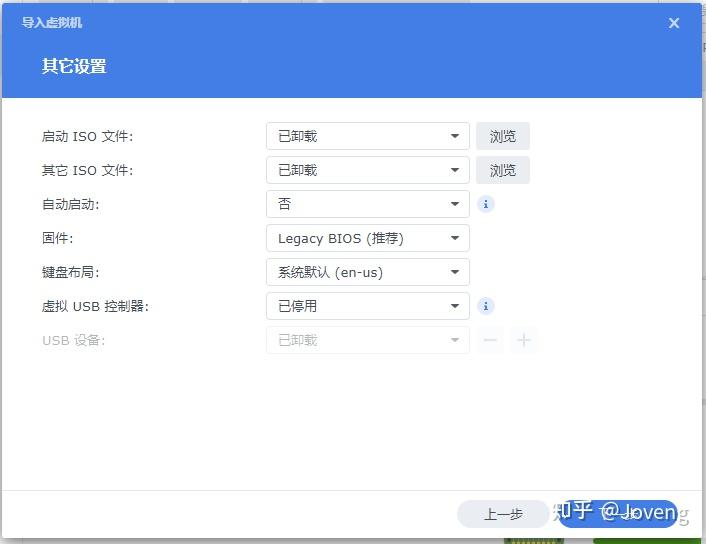 导入虚拟机
其它设置
启动 ISO 文件: 已卸载 浏览
其它 ISO 文件: 已卸载 浏览
自动启动: 否
固件: Legacy BIOS (推荐)
键盘布局: 系统默认 (en-us)
虚拟 USB 控制器: 已停用
USB 设备: 已卸载
上一步
知乎 @Joveng